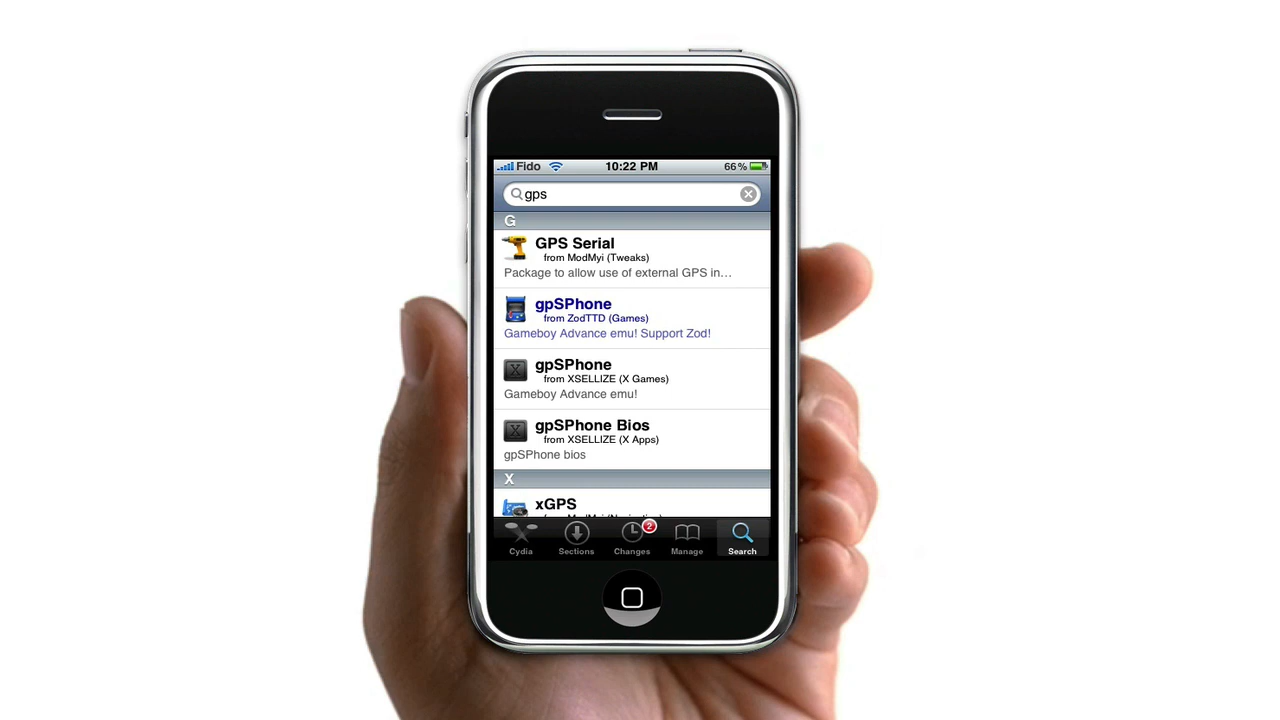 Fido 10:22 PM 66%
gps
G
GPS Serial
from ModMyi (Tweaks)
Package to allow use of external GPS in…
gpSPhone
from ZodTTD (Games)
Gameboy Advance emu! Support Zod!
gpSPhone
from XSELLIZE (X Games)
Gameboy Advance emu!
gpSPhone Bios
from XSELLIZE (X Apps)
gpSPhone bios
X
xGPS
2
Cydia Sections Changes Manage Search